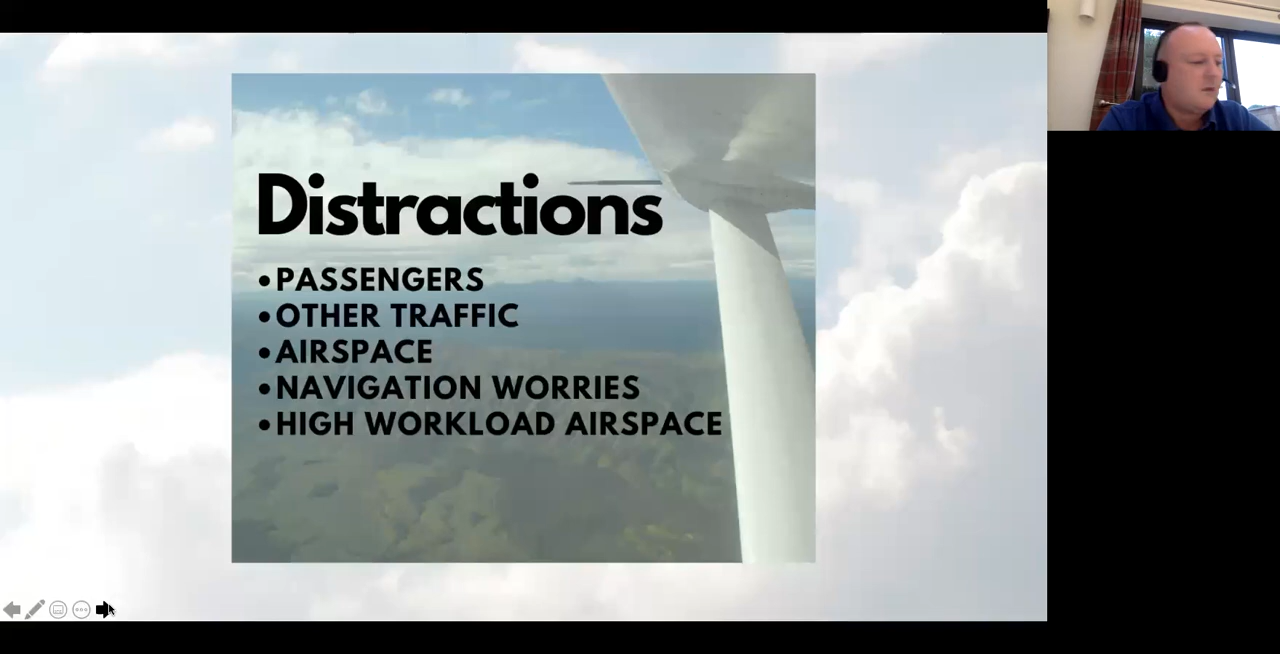 Distractions
•PASSENGERS
•OTHER TRAFFIC
•AIRSPACE
•NAVIGATION WORRIES
•HIGH WORKLOAD AIRSPACE